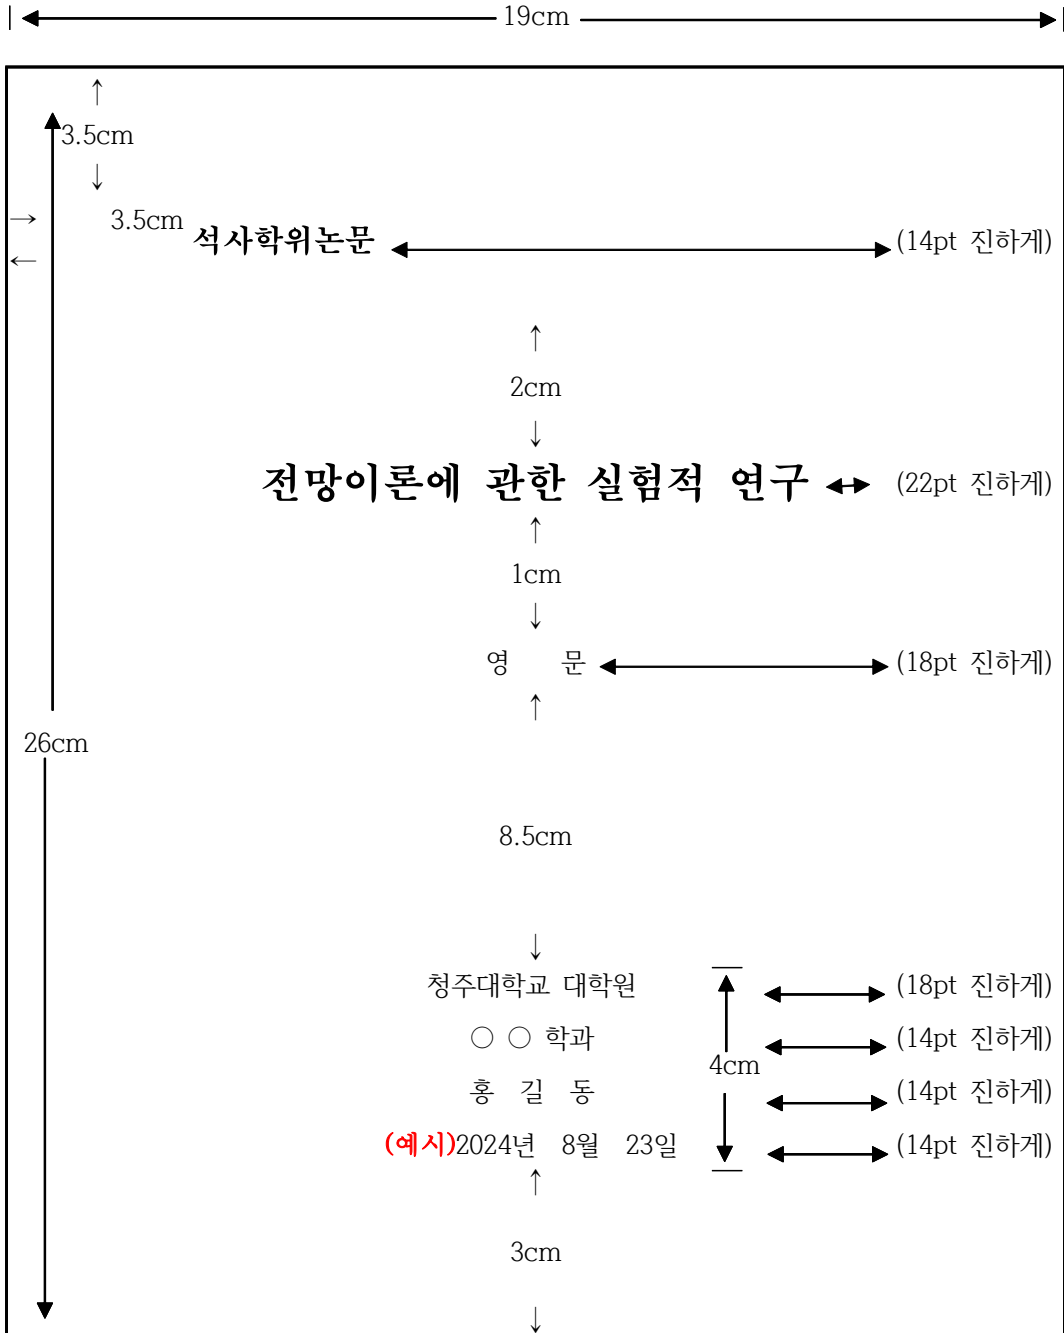 19cm
3.5cm
3.5cm
석사학위논문 (14pt 진하게)
2cm
전망이론에 관한 실험적 연구 (22pt 진하게)
1cm
영 문 (18pt 진하게)
26cm
8.5cm
청주대학교 대학원 (18pt 진하게)
○ ○ 학과 (14pt 진하게)
4cm
홍 길 동 (14pt 진하게)
(예시)2024년 8월 23일 (14pt 진하게)
3cm